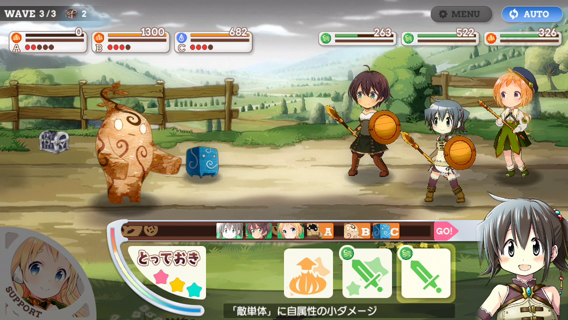 WAVE 3/3 2
MENU
AUTO
A 0
B 1300
C 682
263
522
326
A B C GO!
とっておき
SUPPORT
「敵単体」に自属性の小ダメージ